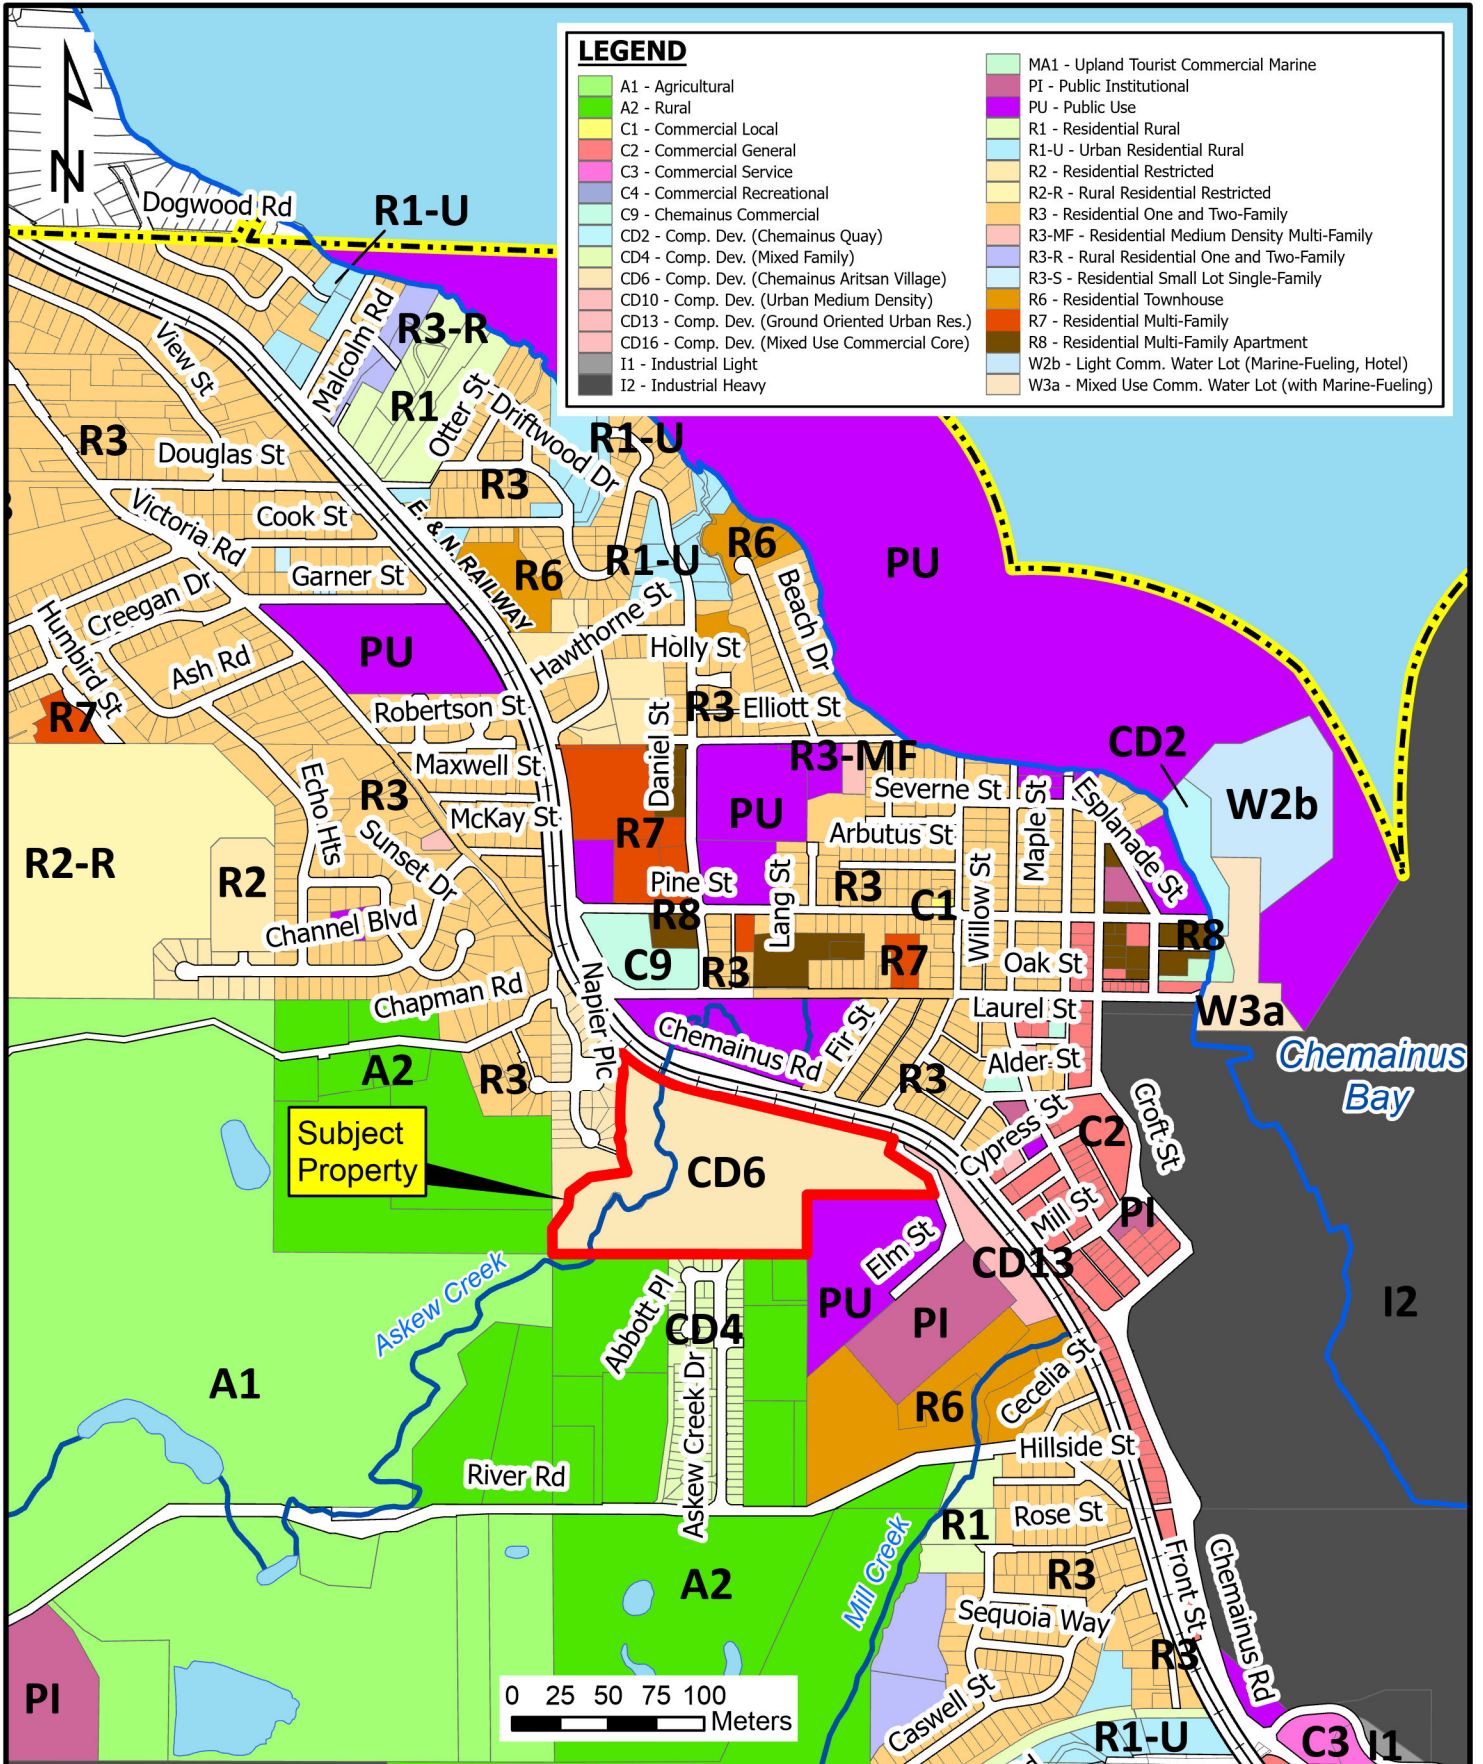 LEGEND
A1 - Agricultural
A2 - Rural
C1 - Commercial Local
C2 - Commercial General
C3 - Commercial Service
C4 - Commercial Recreational
C9 - Chemainus Commercial
CD2 - Comp. Dev. (Chemainus Quay)
CD4 - Comp. Dev. (Mixed Family)
CD6 - Comp. Dev. (Chemainus Aritsan Village)
CD10 - Comp. Dev. (Urban Medium Density)
CD13 - Comp. Dev. (Ground Oriented Urban Res.)
CD16 - Comp. Dev. (Mixed Use Commercial Core)
I1 - Industrial Light
I2 - Industrial Heavy
MA1 - Upland Tourist Commercial Marine
PI - Public Institutional
PU - Public Use
R1 - Residential Rural
R1-U - Urban Residential Rural
R2 - Residential Restricted
R2-R - Rural Residential Restricted
R3 - Residential One and Two-Family
R3-MF - Residential Medium Density Multi-Family
R3-R - Rural Residential One and Two-Family
R3-S - Residential Small Lot Single-Family
R6 - Residential Townhouse
R7 - Residential Multi-Family
R8 - Residential Multi-Family Apartment
W2b - Light Comm. Water Lot (Marine-Fueling, Hotel)
W3a - Mixed Use Comm. Water Lot (with Marine-Fueling)
N
Dogwood Rd
R1-U
View St
Malcolm Rd
R3-R
R1
Otter St
Driftwood Dr
R1-U
R3
Douglas St
R3
Victoria Rd
Cook St
E. & N. RAILWAY
R6
R1-U
R6
PU
Garner St
Creegan Dr
Humbird St
Hawthorne St
Beach Dr
PU
Ash Rd
Holly St
R7
Robertson St
R3
Elliott St
Daniel St
CD2
Maxwell St
R3-MF
Echo Hts
R3
McKay St
Severne St
Maple St
Esplanade St
W2b
R7
PU
Arbutus St
R2-R
R2
Sunset Dr
Pine St
Lang St
R3
C1
Willow St
Channel Blvd
R8
R8
C9
R3
R7
Oak St
Chapman Rd
Napier Plc
Laurel St
W3a
Chemainus Rd
Fir St
Alder St
Chemainus
Bay
A2
R3
R3
Cypress St
C2
Croft St
Subject
Property
CD6
Mill St
PI
Elm St
CD13
Askew Creek
Abbott Pl
CD4
PU
PI
I2
A1
Askew Creek Dr
R6
Cecelia St
Hillside St
River Rd
R1
Rose St
A2
Mill Creek
R3
Front St
Chemainus Rd
Sequoia Way
R3
PI
0 25 50 75 100
Meters
Caswell St
R1-U
C3
I1